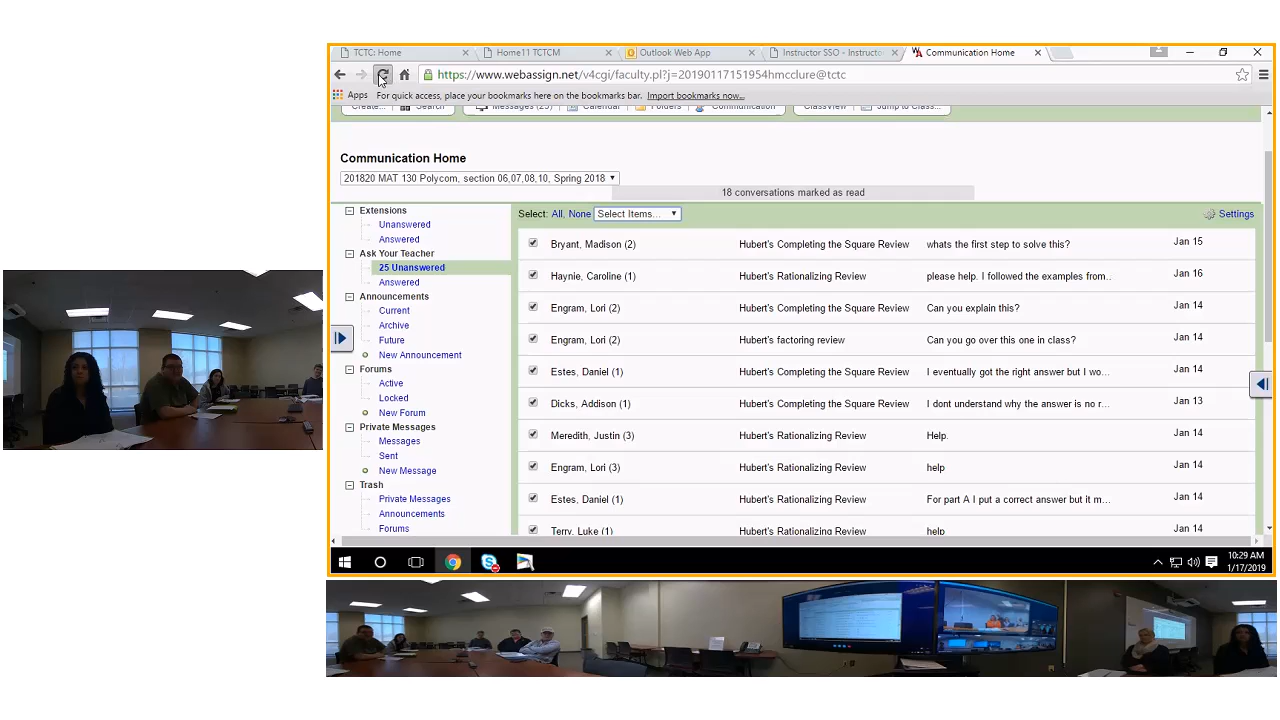 TCTC: Home
Home11 TCTCM
Outlook Web App
Instructor SSO - Instructo
Communication Home
https://www.webassign.net/v4cgi/faculty.pl?j=20190117151954hmcclure@tctc
Apps For quick access, place your bookmarks here on the bookmarks bar. Import bookmarks now...
Create... Search Messages (25) Calendar Folders Communication ClassView Jump to Class...
Communication Home
201820 MAT 130 Polycom, section 06,07,08,10, Spring 2018
18 conversations marked as read
Extensions
Unanswered
Answered
Ask Your Teacher
25 Unanswered
Answered
Announcements
Current
Archive
Future
New Announcement
Forums
Active
Locked
New Forum
Private Messages
Messages
Sent
New Message
Trash
Private Messages
Announcements
Forums
Select: All, None Select Items... Settings
Bryant, Madison (2) Hubert's Completing the Square Review whats the first step to solve this? Jan 15
Haynie, Caroline (1) Hubert's Rationalizing Review please help. I followed the examples from.. Jan 16
Engram, Lori (2) Hubert's Completing the Square Review Can you explain this? Jan 14
Engram, Lori (2) Hubert's factoring review Can you go over this one in class? Jan 14
Estes, Daniel (1) Hubert's Completing the Square Review I eventually got the right answer but I wo... Jan 14
Dicks, Addison (1) Hubert's Completing the Square Review I dont understand why the answer is no r... Jan 13
Meredith, Justin (3) Hubert's Rationalizing Review Help. Jan 14
Engram, Lori (3) Hubert's Rationalizing Review help Jan 14
Estes, Daniel (1) Hubert's Rationalizing Review For part A I put a correct answer but it m... Jan 14
Terry, Luke (1) Hubert's Rationalizing Review help Jan 14
10:29 AM
1/17/2019